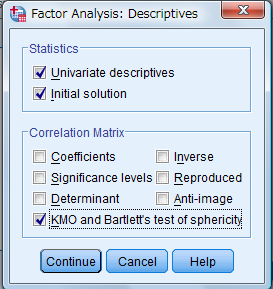 Factor Analysis: Descriptives
Statistics
Univariate descriptives
Initial solution
Correlation Matrix
Coefficients Inverse
Significance levels Reproduced
Determinant Anti-image
KMO and Bartlett's test of sphericity
Continue Cancel Help